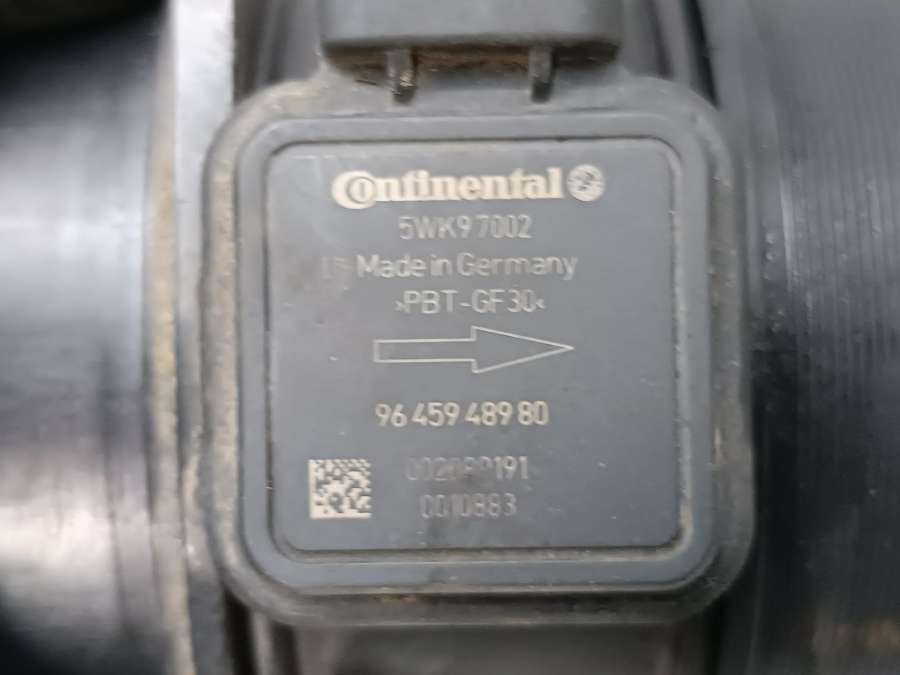 Continental
5WK9 7002
Made in Germany
>PBT-GF30<
96 459 489 80
0010883